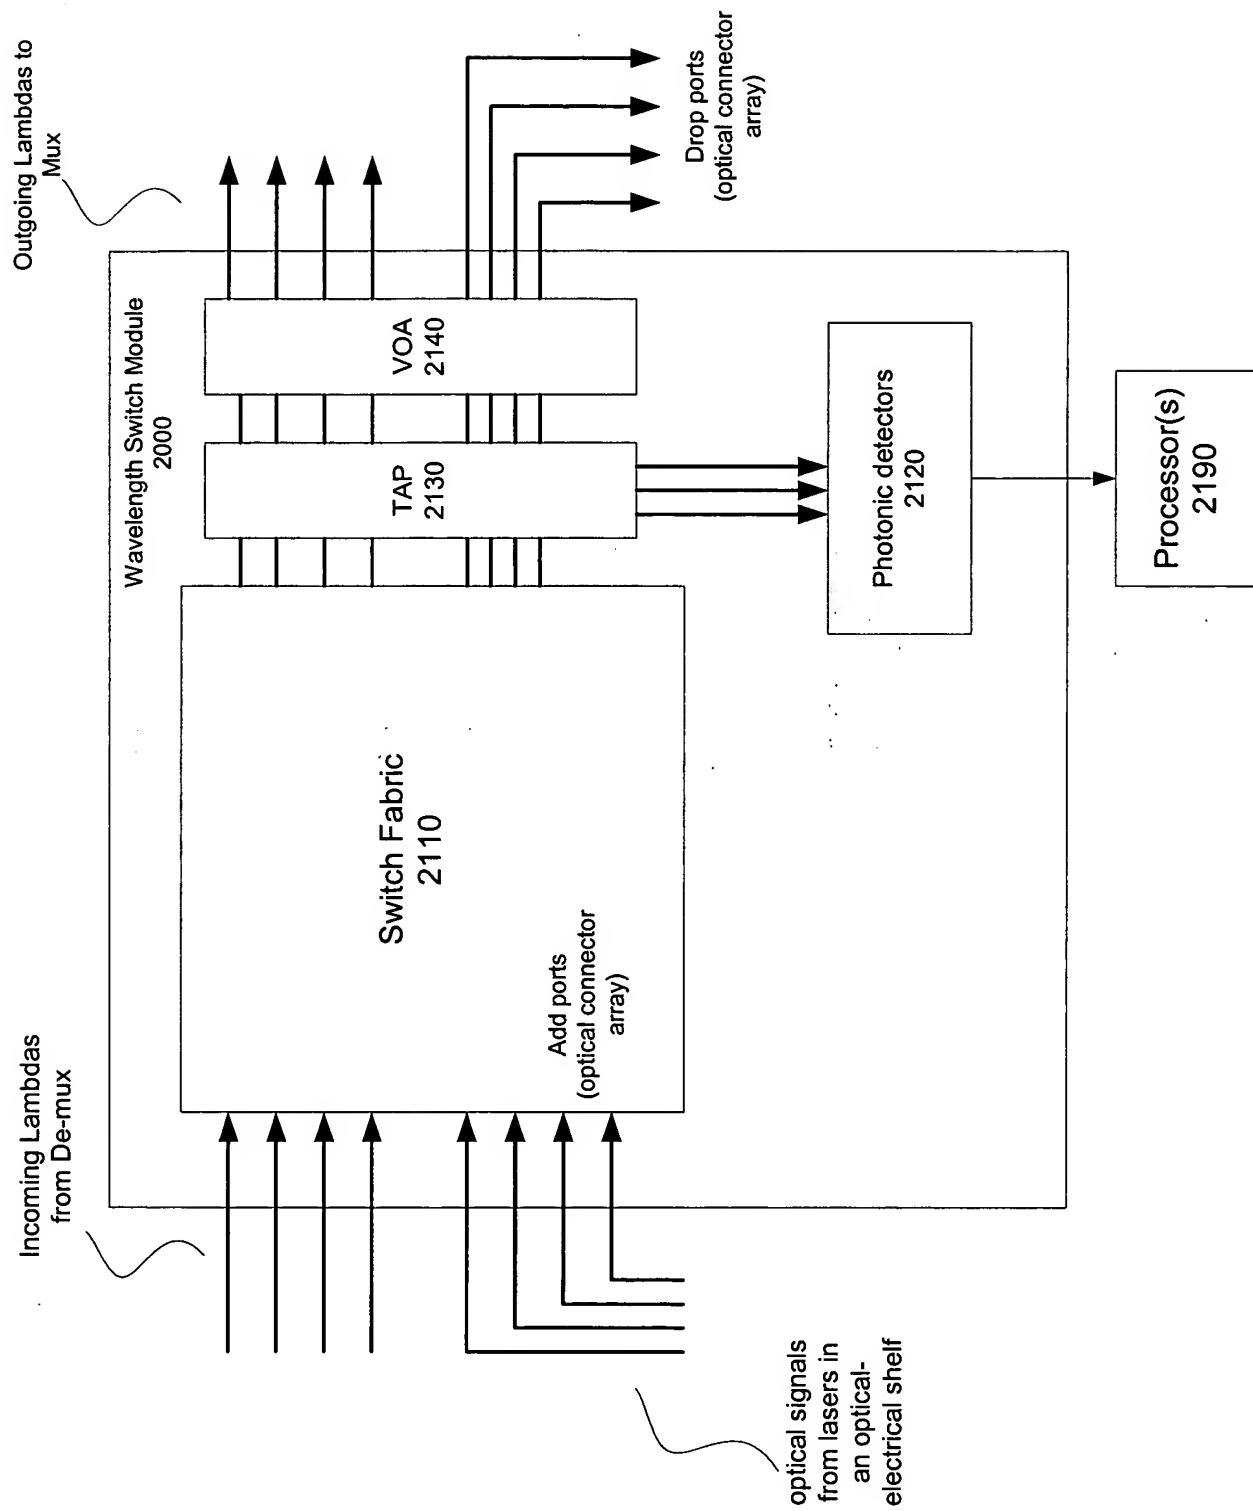 Outgoing Lambdas to
Mux
Incoming Lambdas
from De-mux
Wavelength Switch Module
2000
Switch Fabric
2110
TAP
2130
VOA
2140
Add ports
(optical connector
array)
Drop ports
(optical connector
array)
Photonic detectors
2120
optical signals
from lasers in
an optical-
electrical shelf
Processor(s)
2190